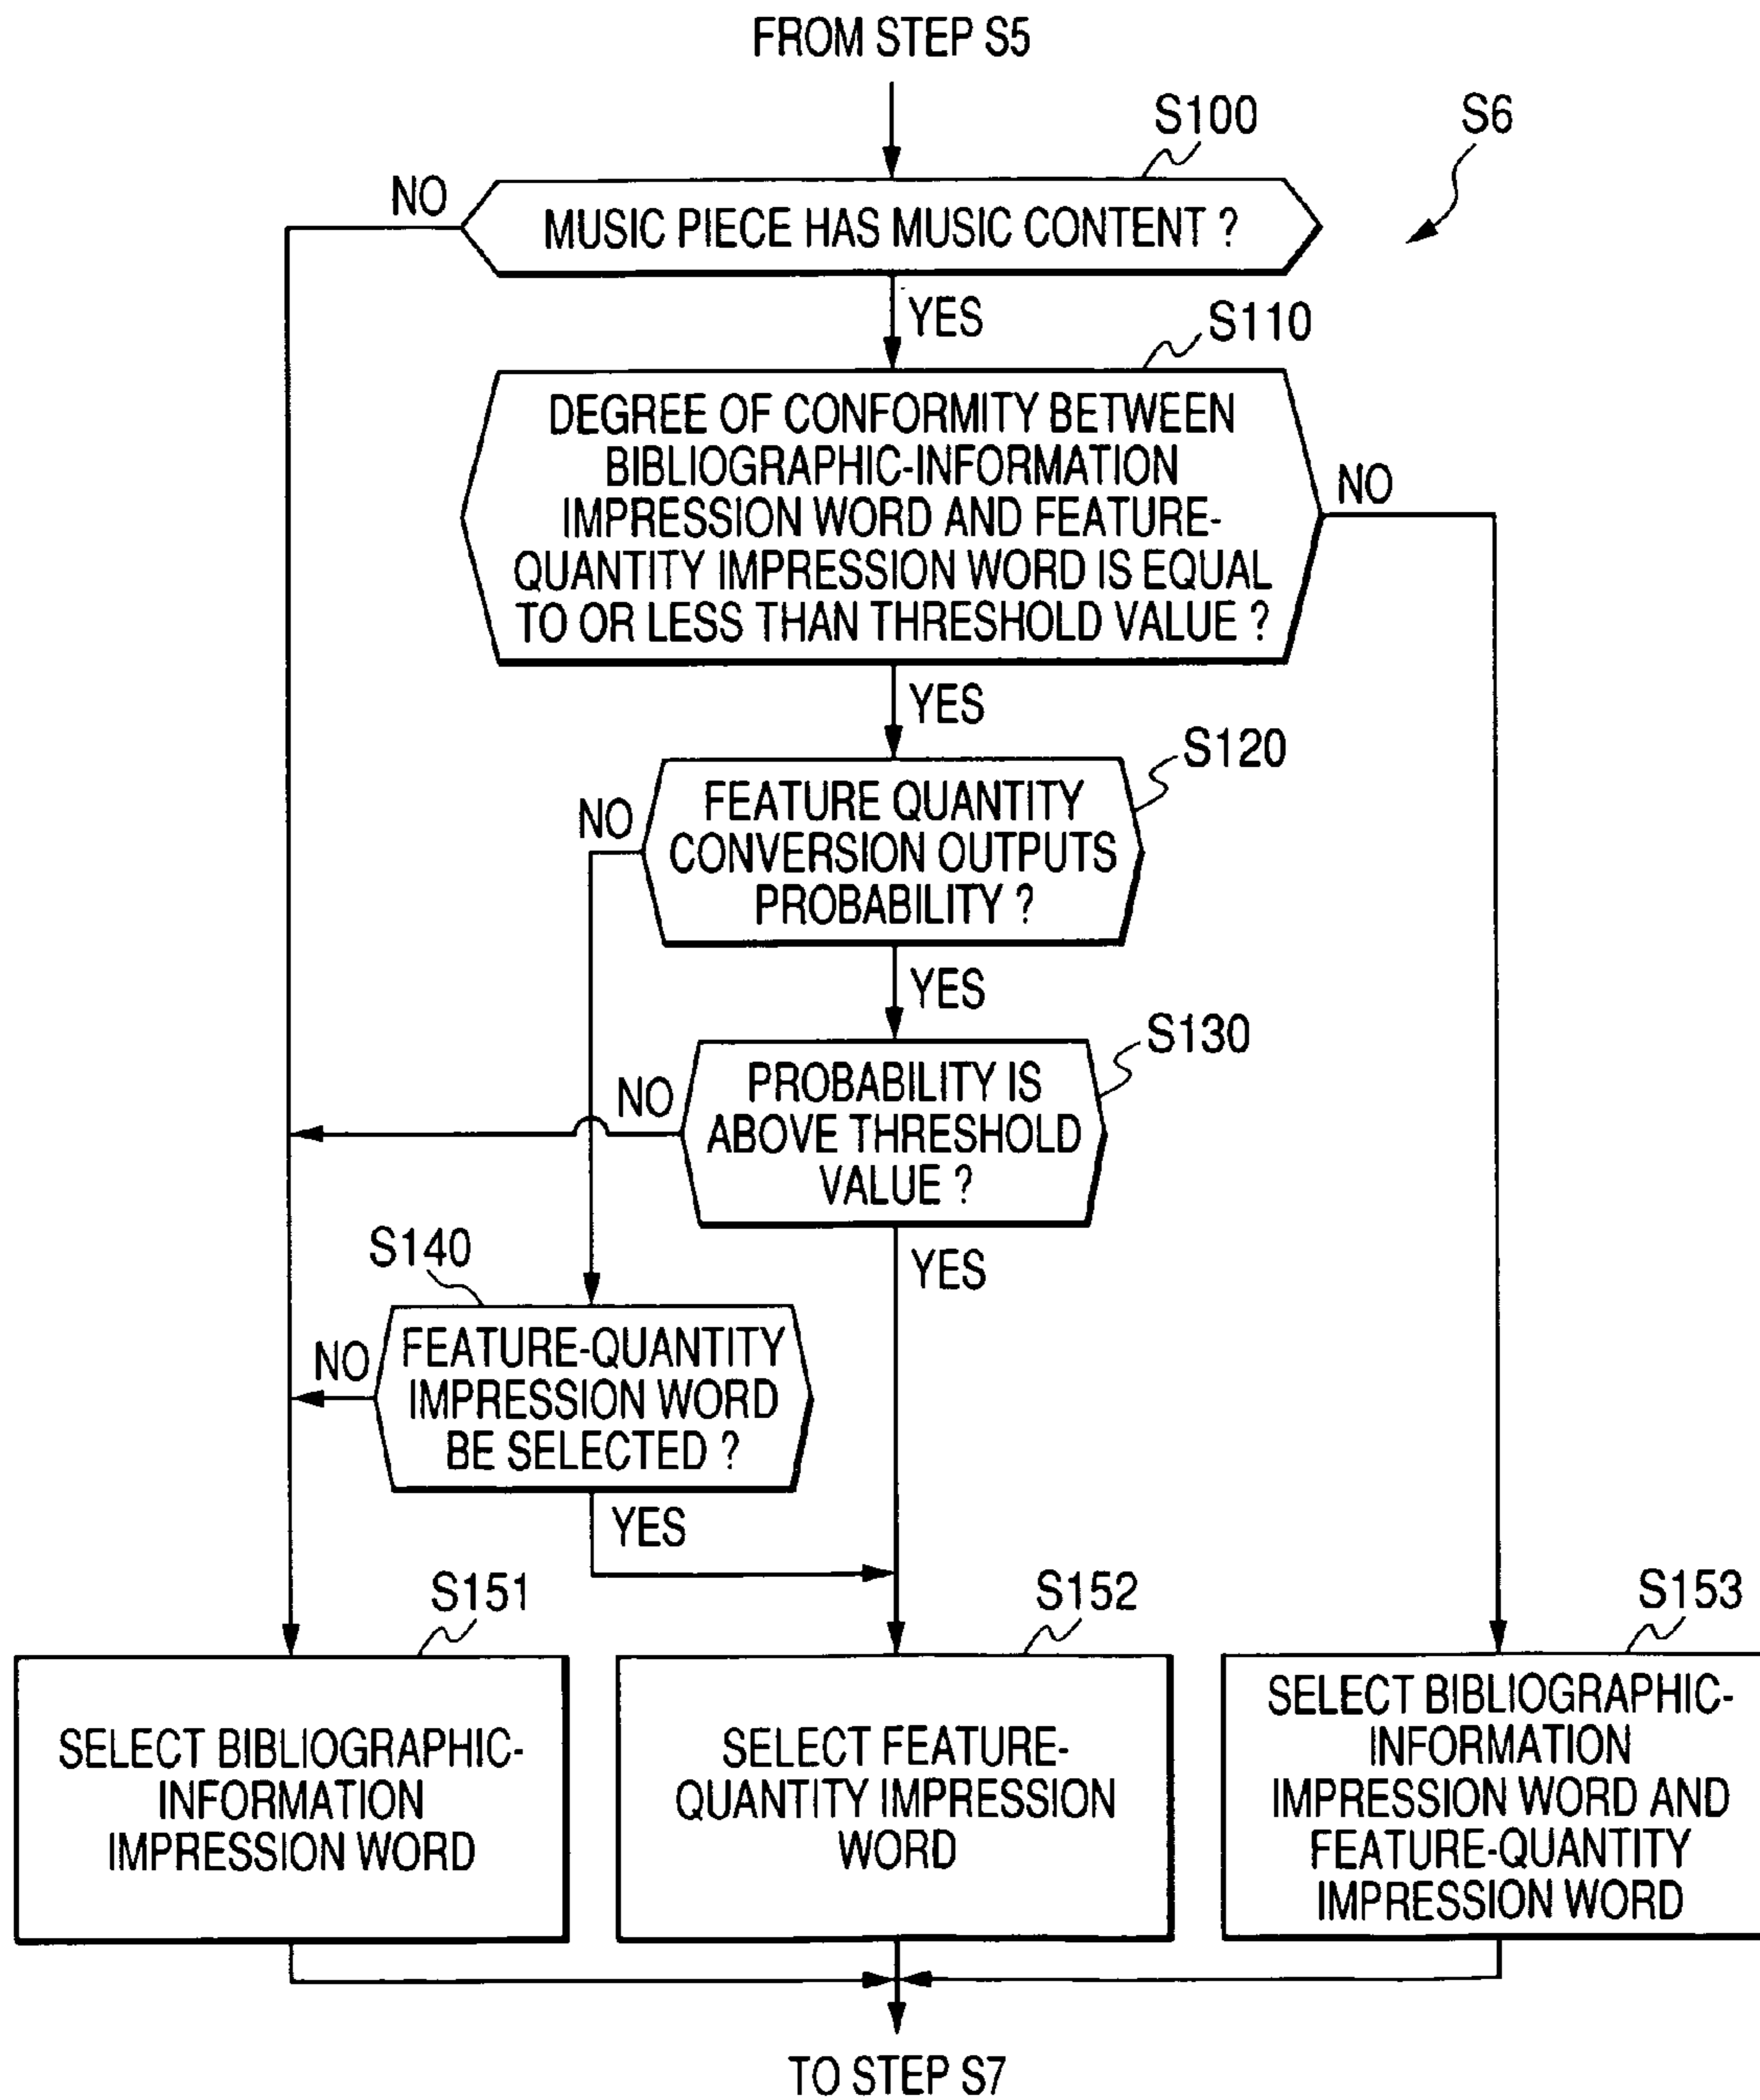 FROM STEP S5
S100
S6
NO
MUSIC PIECE HAS MUSIC CONTENT ?
YES
S110
DEGREE OF CONFORMITY BETWEEN
BIBLIOGRAPHIC-INFORMATION
IMPRESSION WORD AND FEATURE-
QUANTITY IMPRESSION WORD IS EQUAL
TO OR LESS THAN THRESHOLD VALUE ?
NO
YES
S120
FEATURE QUANTITY
CONVERSION OUTPUTS
PROBABILITY ?
NO
YES
S130
PROBABILITY IS
ABOVE THRESHOLD
VALUE ?
NO
YES
S140
FEATURE-QUANTITY
IMPRESSION WORD
BE SELECTED ?
NO
YES
S151
SELECT BIBLIOGRAPHIC-
INFORMATION
IMPRESSION WORD
S152
SELECT FEATURE-
QUANTITY IMPRESSION
WORD
S153
SELECT BIBLIOGRAPHIC-
INFORMATION
IMPRESSION WORD AND
FEATURE-QUANTITY
IMPRESSION WORD
TO STEP S7